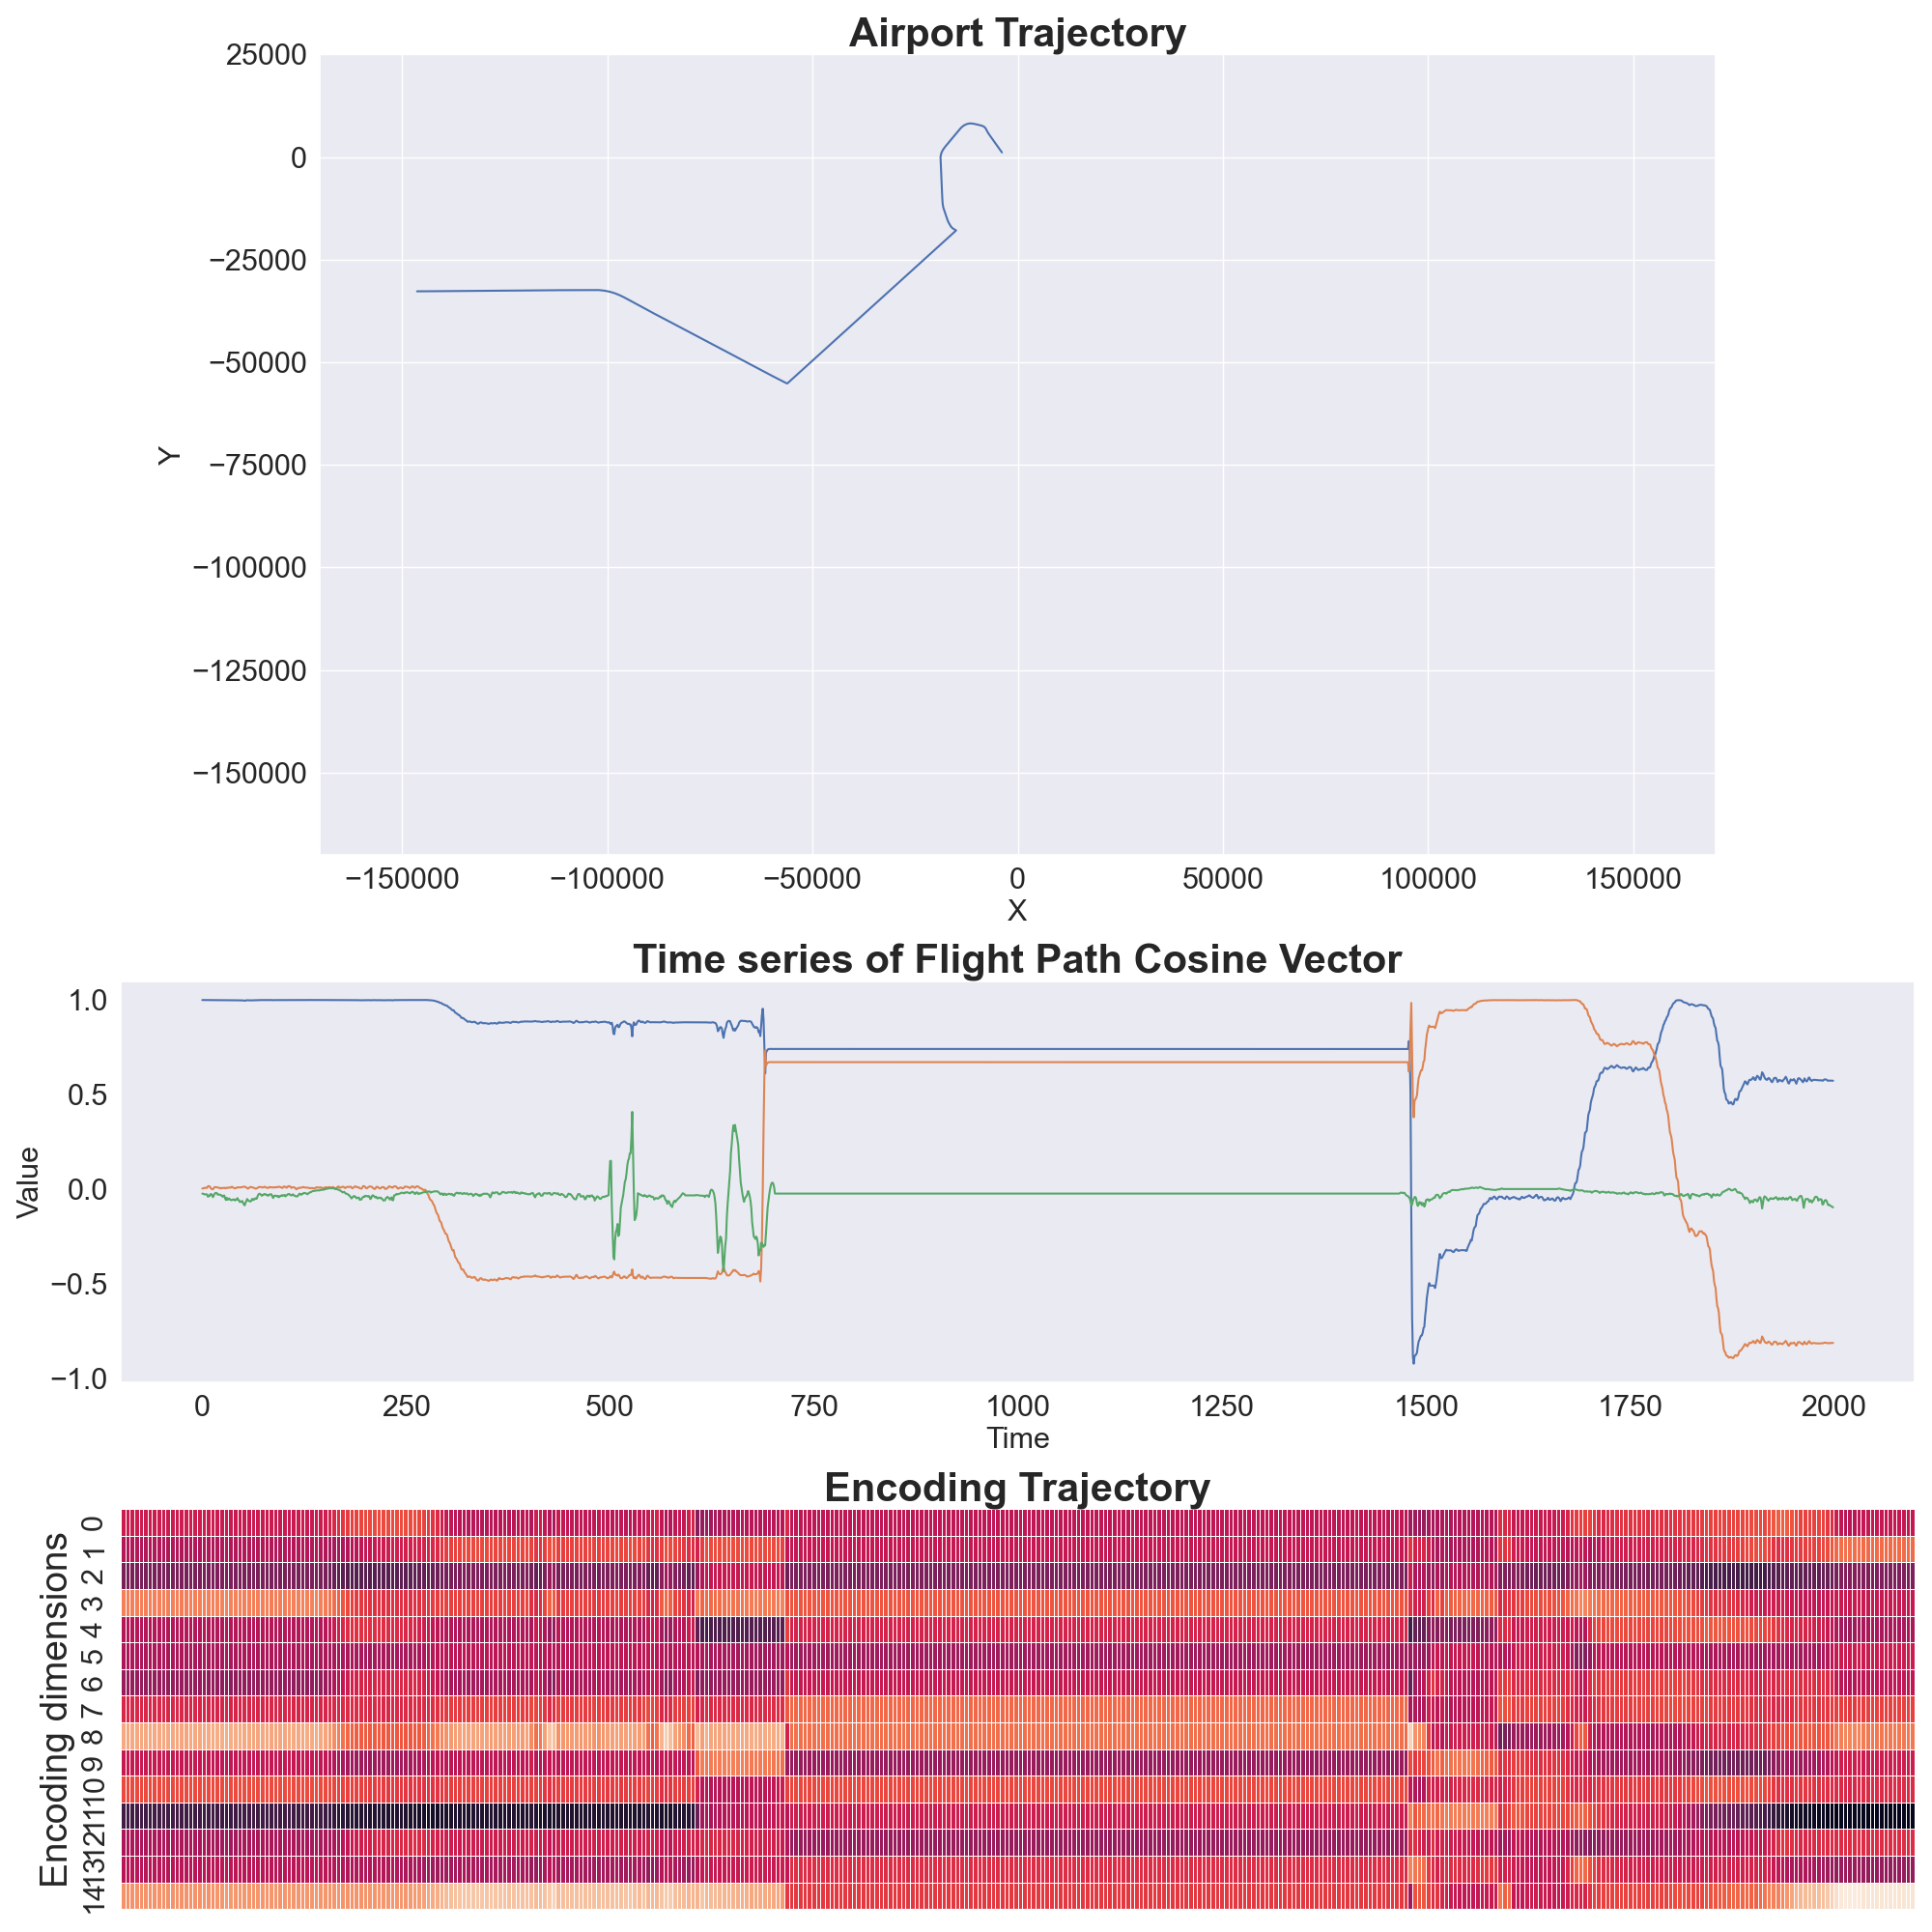 Airport Trajectory
25000
0
−25000
−50000
−75000
−100000
−125000
−150000
Y
−150000 −100000 −50000 0 50000 100000 150000
X
Time series of Flight Path Cosine Vector
1.0
0.5
0.0
−0.5
−1.0
Value
0 250 500 750 1000 1250 1500 1750 2000
Time
Encoding Trajectory
Encoding dimensions
0
1
2
3
4
5
6
7
8
9
10
11
12
13
14